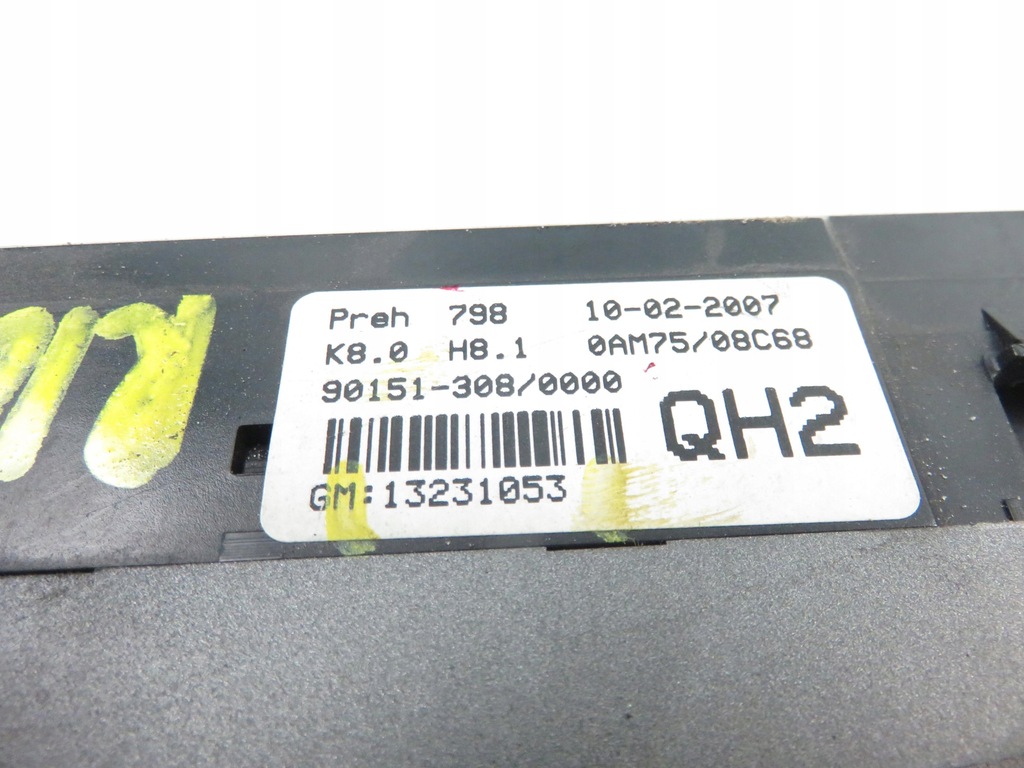 Preh 798 10-02-2007
K8.0 H8.1 0AM75/08C68
90151-308/0000
QH2
GM:13231053